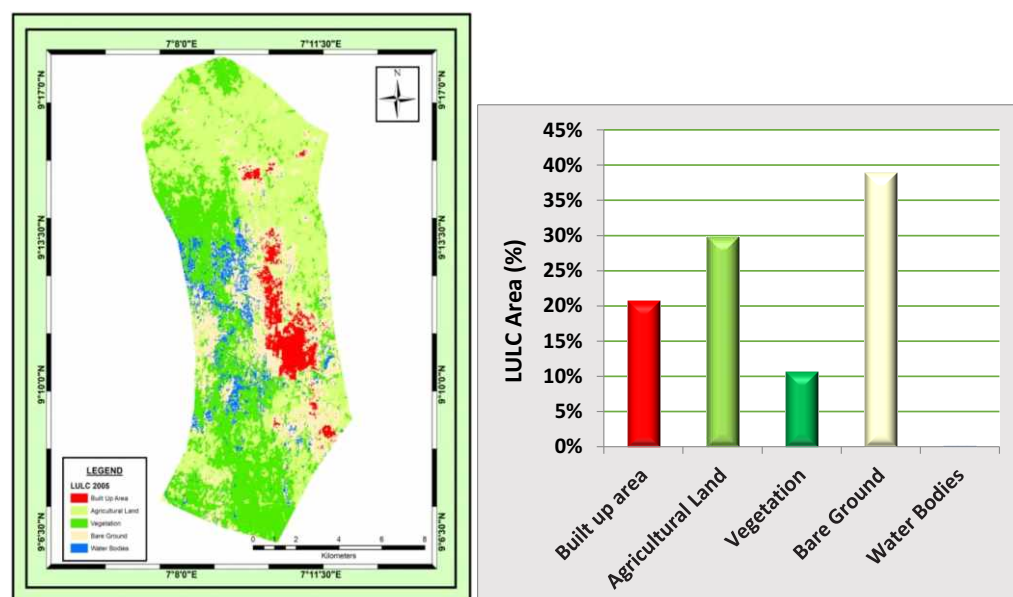 7°8'0"E 7°11'30"E
N
9°17'0"N 9°17'0"N
9°13'30"N 9°13'30"N
9°10'0"N 9°10'0"N
9°6'30"N 9°6'30"N
LEGEND
LULC 2005
Built Up Area
Agricultural Land
Vegetation
Bare Ground
Water Bodies
0 2 4 6 8
Kilometers
7°8'0"E 7°11'30"E
LULC Area (%)
45%
40%
35%
30%
25%
20%
15%
10%
5%
0%
Built up area
Agricultural Land
Vegetation
Bare Ground
Water Bodies